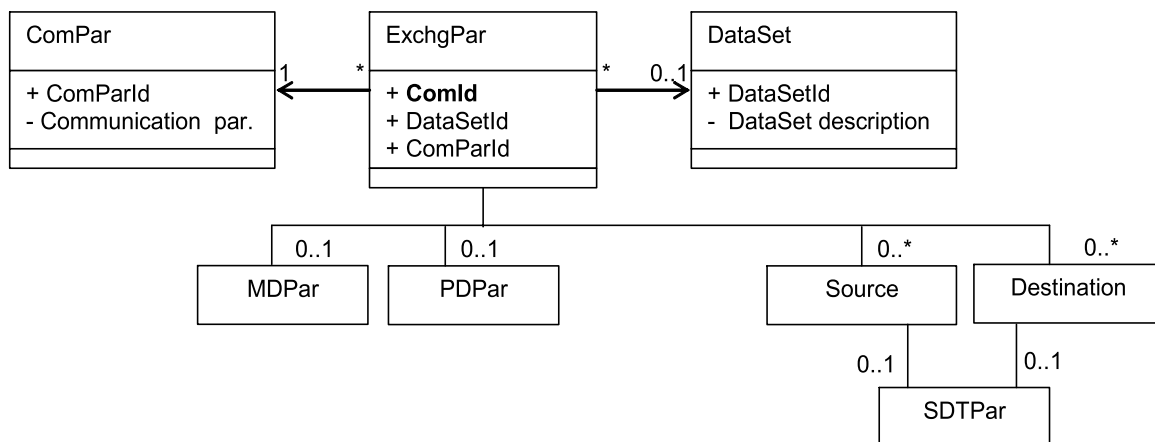 ComPar
+ ComParId
- Communication  par.
1
*
ExchgPar
+ ComId
+ DataSetId
+ ComParId
*
0..1
DataSet
+ DataSetId
-  DataSet description
0..1
0..1
0..*
0..*
MDPar
PDPar
Source
Destination
0..1
0..1
SDTPar